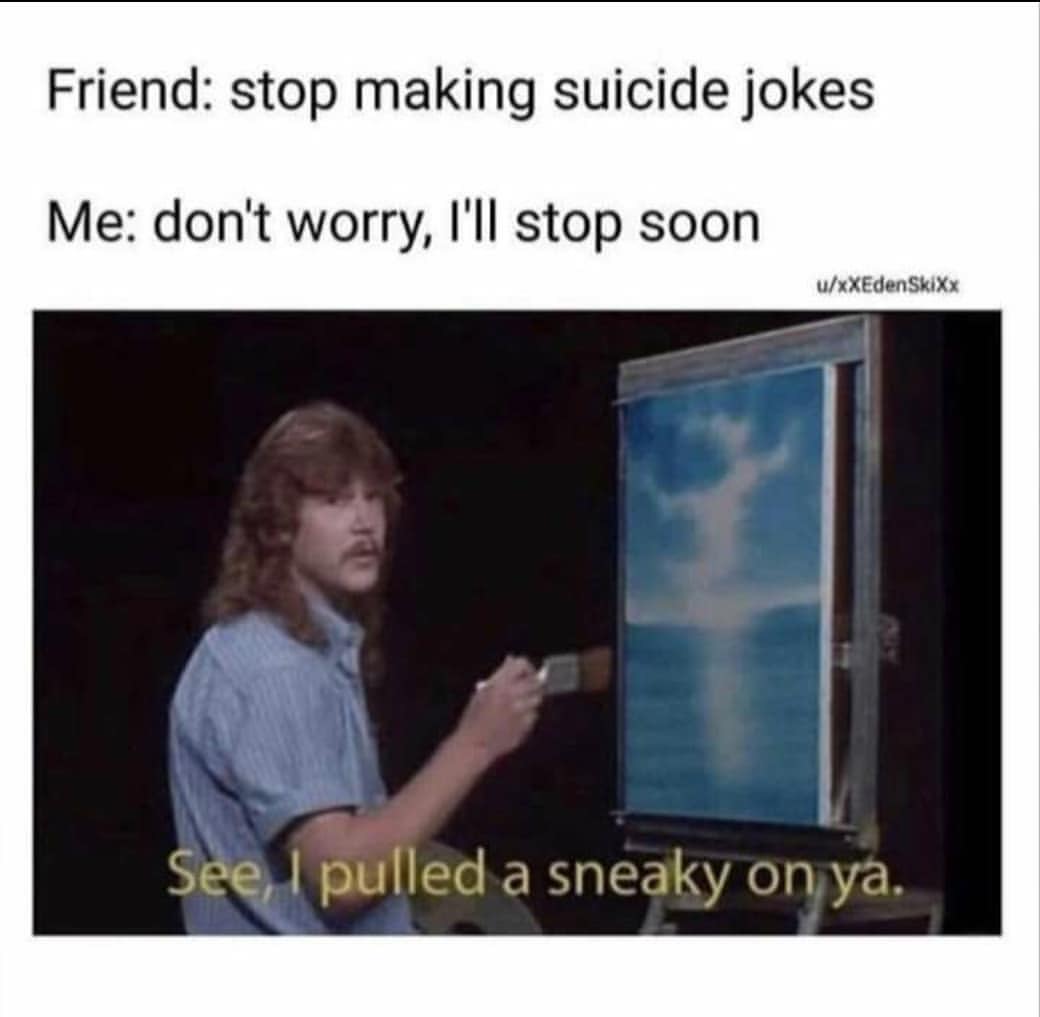 Friend: stop making suicide jokes
Me: don't worry, I'll stop soon
u/xXEdenSkiXx
See, I pulled a sneaky on ya.